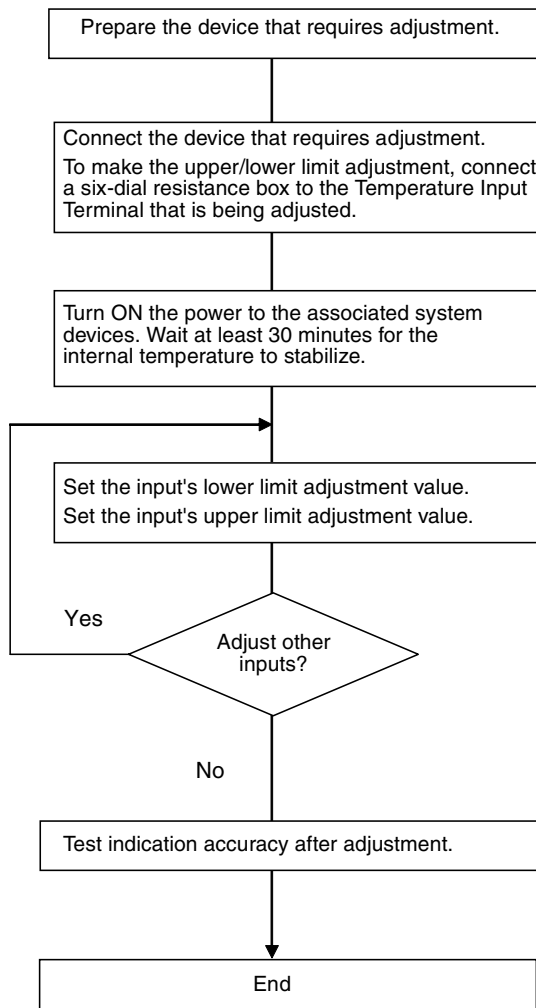 Prepare the device that requires adjustment.
Connect the device that requires adjustment.
To make the upper/lower limit adjustment, connect
a six-dial resistance box to the Temperature Input
Terminal that is being adjusted.
Turn ON the power to the associated system
devices. Wait at least 30 minutes for the
internal temperature to stabilize.
Set the input's lower limit adjustment value.
Set the input's upper limit adjustment value.
Yes
Adjust other
inputs?
No
Test indication accuracy after adjustment.
End